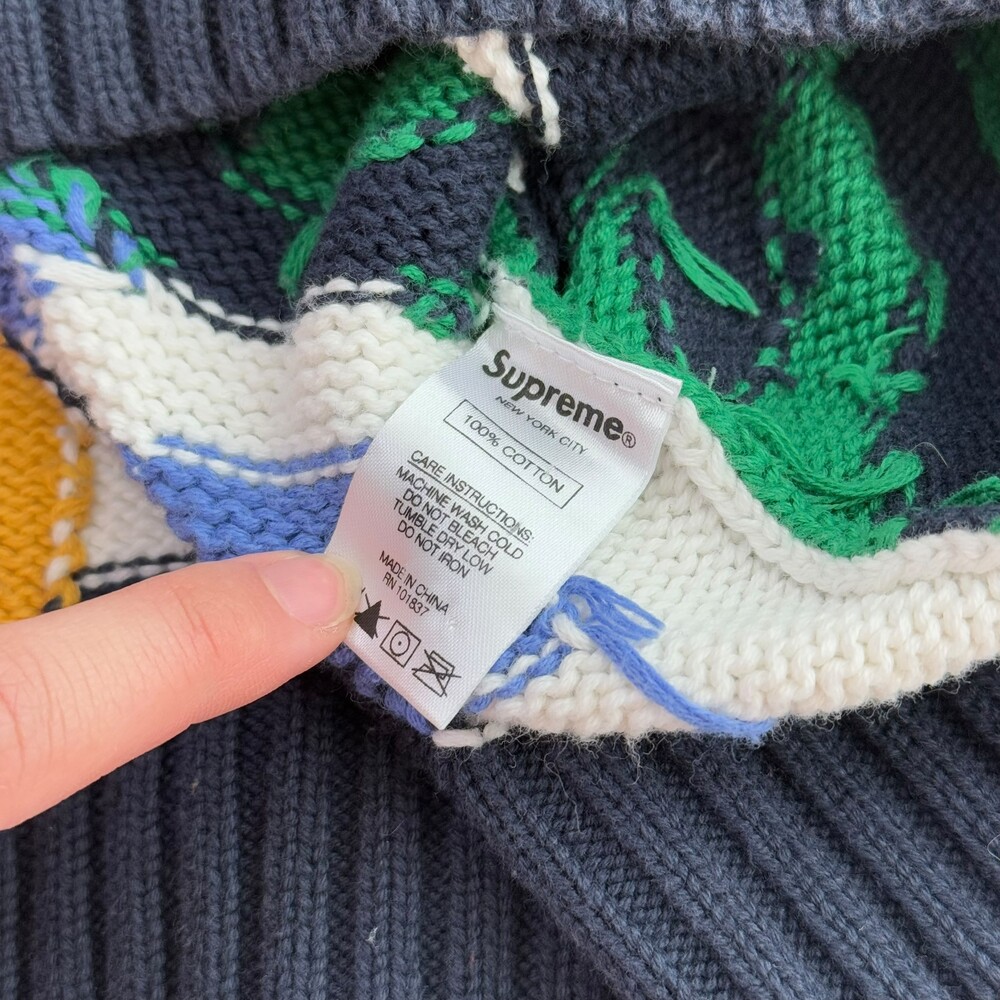 Supreme®
NEW YORK CITY
100% COTTON
CARE INSTRUCTIONS:
MACHINE WASH COLD
DO NOT BLEACH
TUMBLE DRY LOW
DO NOT IRON
MADE IN CHINA
RN 101837